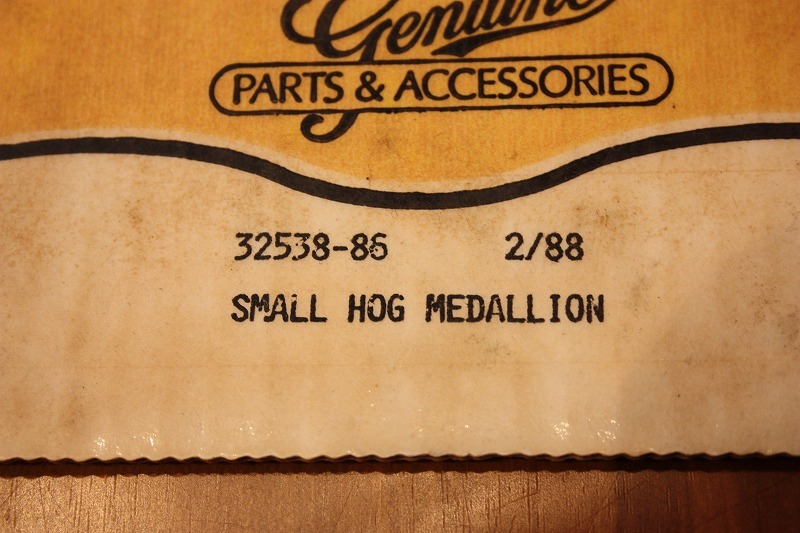 Genuine
PARTS & ACCESSORIES
32538-86 2/88
SMALL HOG MEDALLION